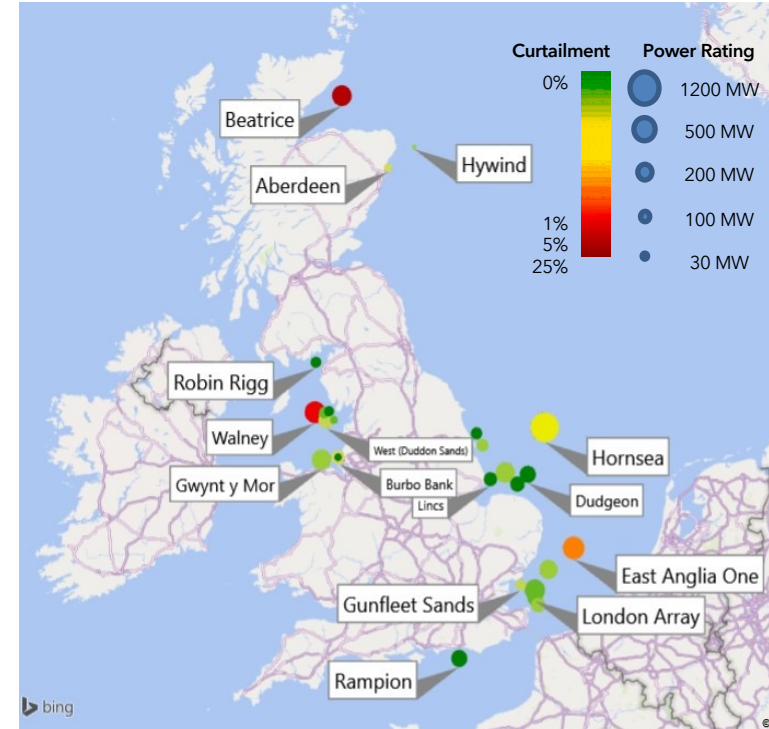 Curtailment
Power Rating
0%
1%
5%
25%
1200 MW
500 MW
200 MW
100 MW
30 MW
Beatrice
Hywind
Aberdeen
Robin Rigg
Walney
West (Duddon Sands)
Hornsea
Gwynt y Mor
Burbo Bank
Lincs
Dudgeon
East Anglia One
Gunfleet Sands
London Array
Rampion
bing
©